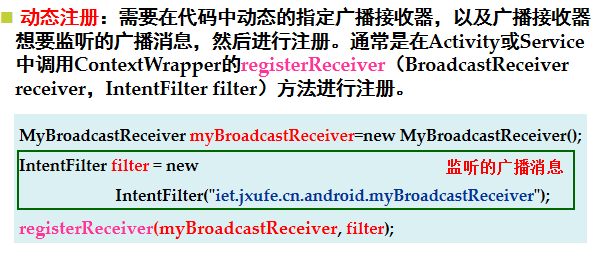 动态注册：需要在代码中动态的指定广播接收器，以及广播接收器
想要监听的广播消息，然后进行注册。通常是在Activity或Service
中调用ContextWrapper的registerReceiver（BroadcastReceiver
receiver，IntentFilter filter）方法进行注册。
MyBroadcastReceiver myBroadcastReceiver=new MyBroadcastReceiver();
IntentFilter filter = new 监听的广播消息
IntentFilter("iet.jxufe.cn.android.myBroadcastReceiver");
registerReceiver(myBroadcastReceiver, filter);